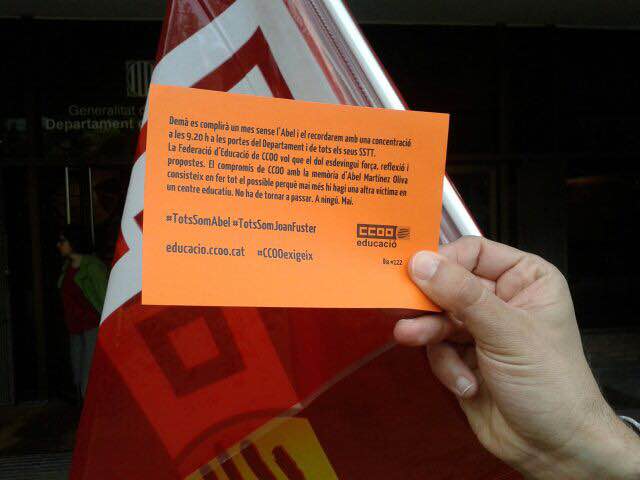 Generalitat de
Departament
Demà es complirà un mes sense l'Abel i el recordarem amb una concentració
a les 9.20 h a les portes del Departament i de tots els seus SSTT.
La Federació d'Educació de CCOO vol que el dol esdevingui força, reflexió i
propostes. El compromís de CCOO amb la memòria d'Abel Martínez Oliva
consisteix en fer tot el possible perquè mai més hi hagi una altra víctima en
un centre educatiu. No ha de tornar a passar. A ningú. Mai.
#TotsSomAbel #TotsSomJoanFuster
CCOO
educació
educacio.ccoo.cat #CCOOexigeix